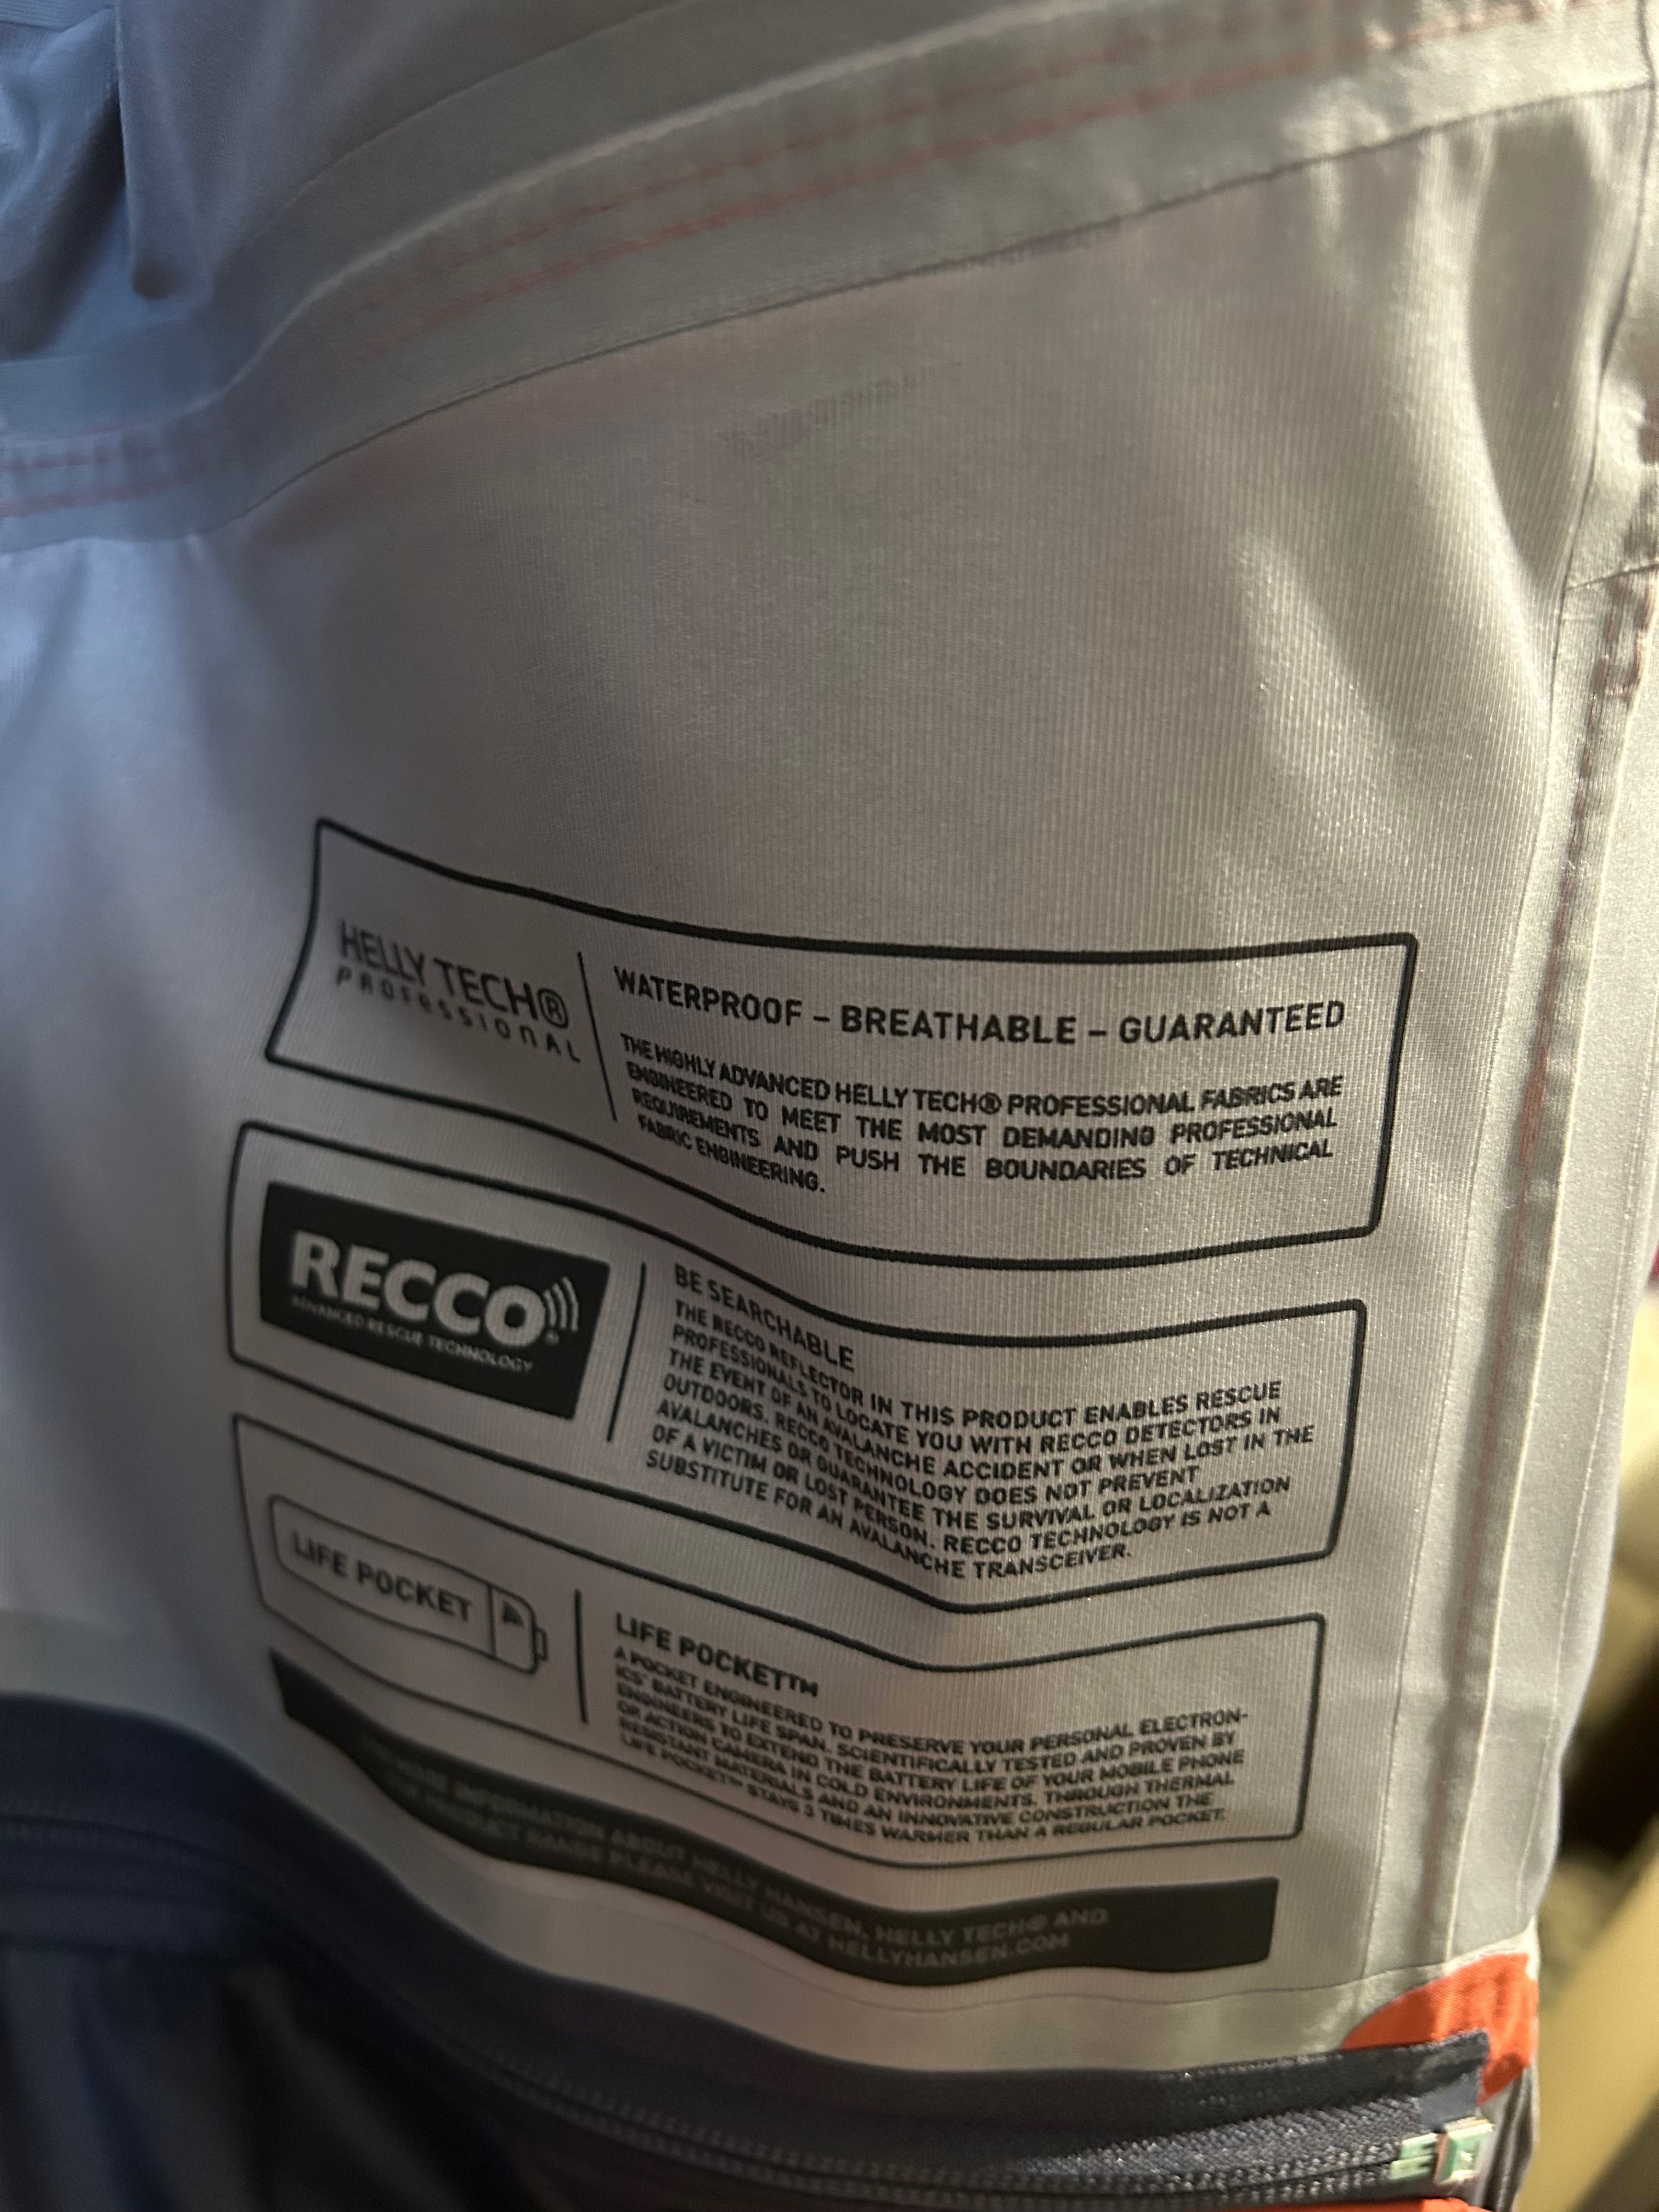 HELLY TECH®
PROFESSIONAL
WATERPROOF – BREATHABLE – GUARANTEED
THE HIGHLY ADVANCED HELLY TECH® PROFESSIONAL FABRICS ARE
ENGINEERED TO MEET THE MOST DEMANDING PROFESSIONAL
REQUIREMENTS AND PUSH THE BOUNDARIES OF TECHNICAL
FABRIC ENGINEERING.
RECCO®
ADVANCED RESCUE TECHNOLOGY
BE SEARCHABLE
THE RECCO REFLECTOR IN THIS PRODUCT ENABLES RESCUE
PROFESSIONALS TO LOCATE YOU WITH RECCO DETECTORS IN
THE EVENT OF AN AVALANCHE ACCIDENT OR WHEN LOST IN THE
OUTDOORS. RECCO TECHNOLOGY DOES NOT PREVENT
AVALANCHES OR GUARANTEE THE SURVIVAL OR LOCALIZATION
OF A VICTIM OR LOST PERSON. RECCO TECHNOLOGY IS NOT A
SUBSTITUTE FOR AN AVALANCHE TRANSCEIVER.
LIFE POCKET
LIFE POCKET™
A POCKET ENGINEERED TO PRESERVE YOUR PERSONAL ELECTRON-
ICS' BATTERY LIFE SPAN. SCIENTIFICALLY TESTED AND PROVEN BY
ENGINEERS TO EXTEND THE BATTERY LIFE OF YOUR MOBILE PHONE
OR ACTION CAMERA IN COLD ENVIRONMENTS. THROUGH THERMAL
RESISTANT MATERIALS AND AN INNOVATIVE CONSTRUCTION THE
LIFE POCKET™ STAYS 3 TIMES WARMER THAN A REGULAR POCKET.
INFORMATION ABOUT HELLY HANSEN, HELLY TECH® AND
PRODUCT RANGE PLEASE VISIT US AT HELLYHANSEN.COM